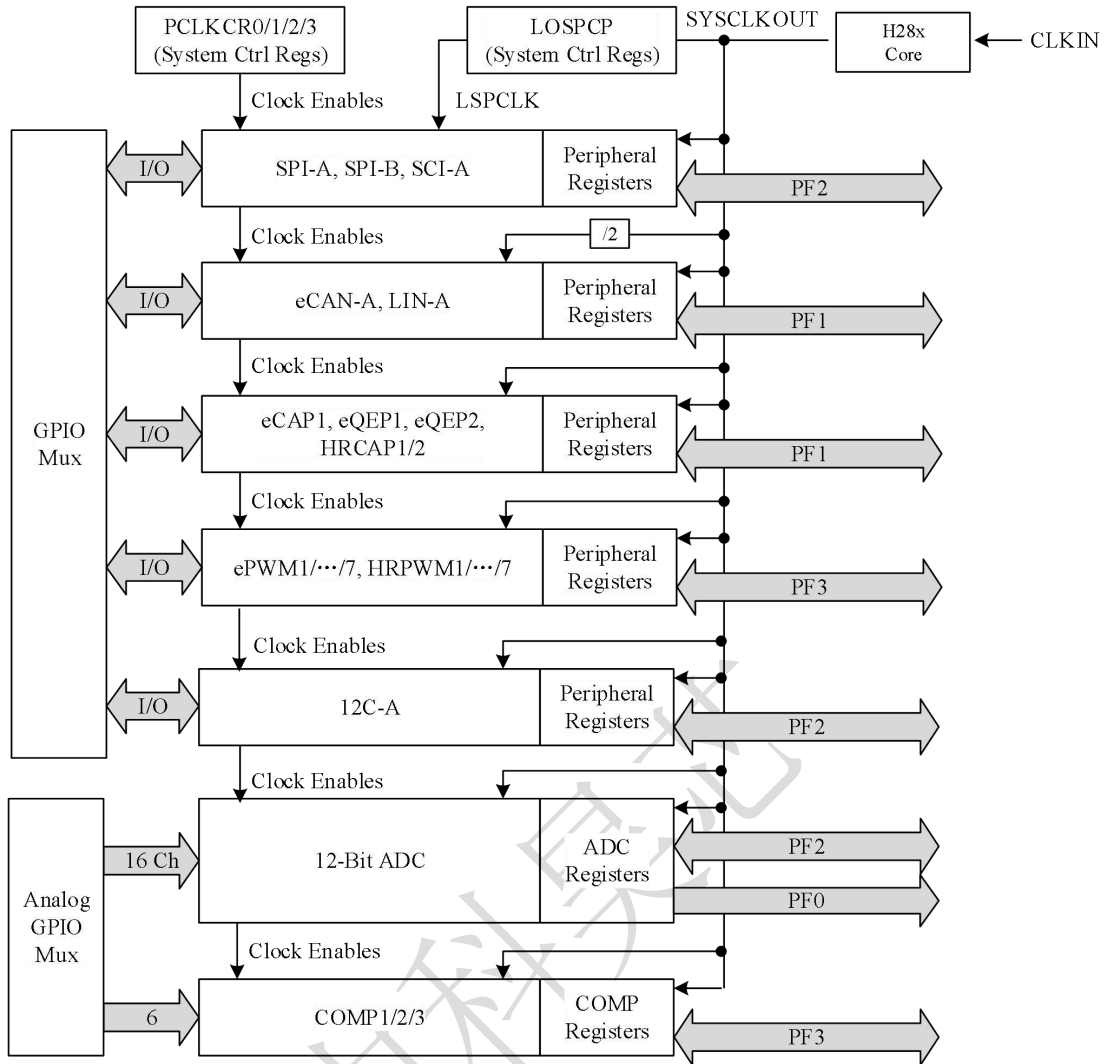 PCLKCR0/1/2/3
(System Ctrl Regs)
LOSPCP
(System Ctrl Regs)
SYSCLKOUT
H28x
Core
CLKIN
Clock Enables
LSPCLK
I/O
SPI-A, SPI-B, SCI-A
Peripheral
Registers
PF2
Clock Enables
/2
I/O
eCAN-A, LIN-A
Peripheral
Registers
PF1
Clock Enables
GPIO
Mux
I/O
eCAP1, eQEP1, eQEP2,
HRCAP1/2
Peripheral
Registers
PF1
Clock Enables
I/O
ePWM1/···/7, HRPWM1/···/7
Peripheral
Registers
PF3
Clock Enables
I/O
12C-A
Peripheral
Registers
PF2
Clock Enables
Analog
GPIO
Mux
16 Ch
12-Bit ADC
ADC
Registers
PF2
PF0
Clock Enables
6
COMP1/2/3
COMP
Registers
PF3
中科昊芯